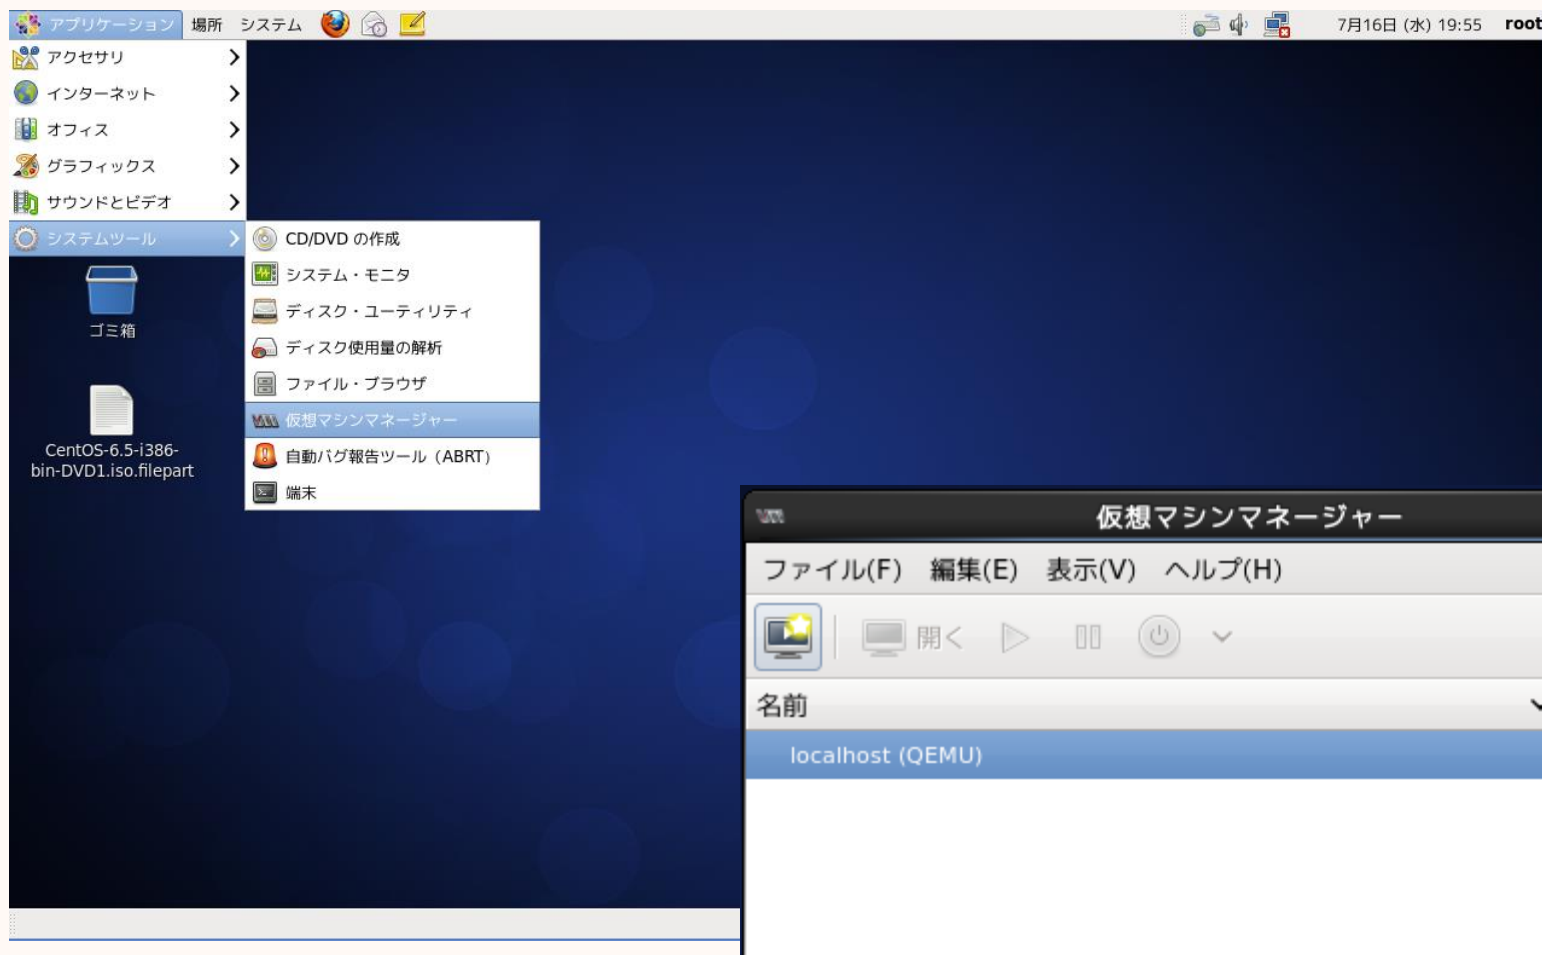 アプリケーション 場所 システム 7月16日 (水) 19:55 root
アクセサリ
インターネット
オフィス
グラフィックス
サウンドとビデオ
システムツール
CD/DVD の作成
システム・モニタ
ディスク・ユーティリティ
ディスク使用量の解析
ファイル・ブラウザ
仮想マシンマネージャー
自動バグ報告ツール (ABRT)
端末
ゴミ箱
CentOS-6.5-i386-
bin-DVD1.iso.filepart
仮想マシンマネージャー
ファイル(F) 編集(E) 表示(V) ヘルプ(H)
開く
名前
localhost (QEMU)